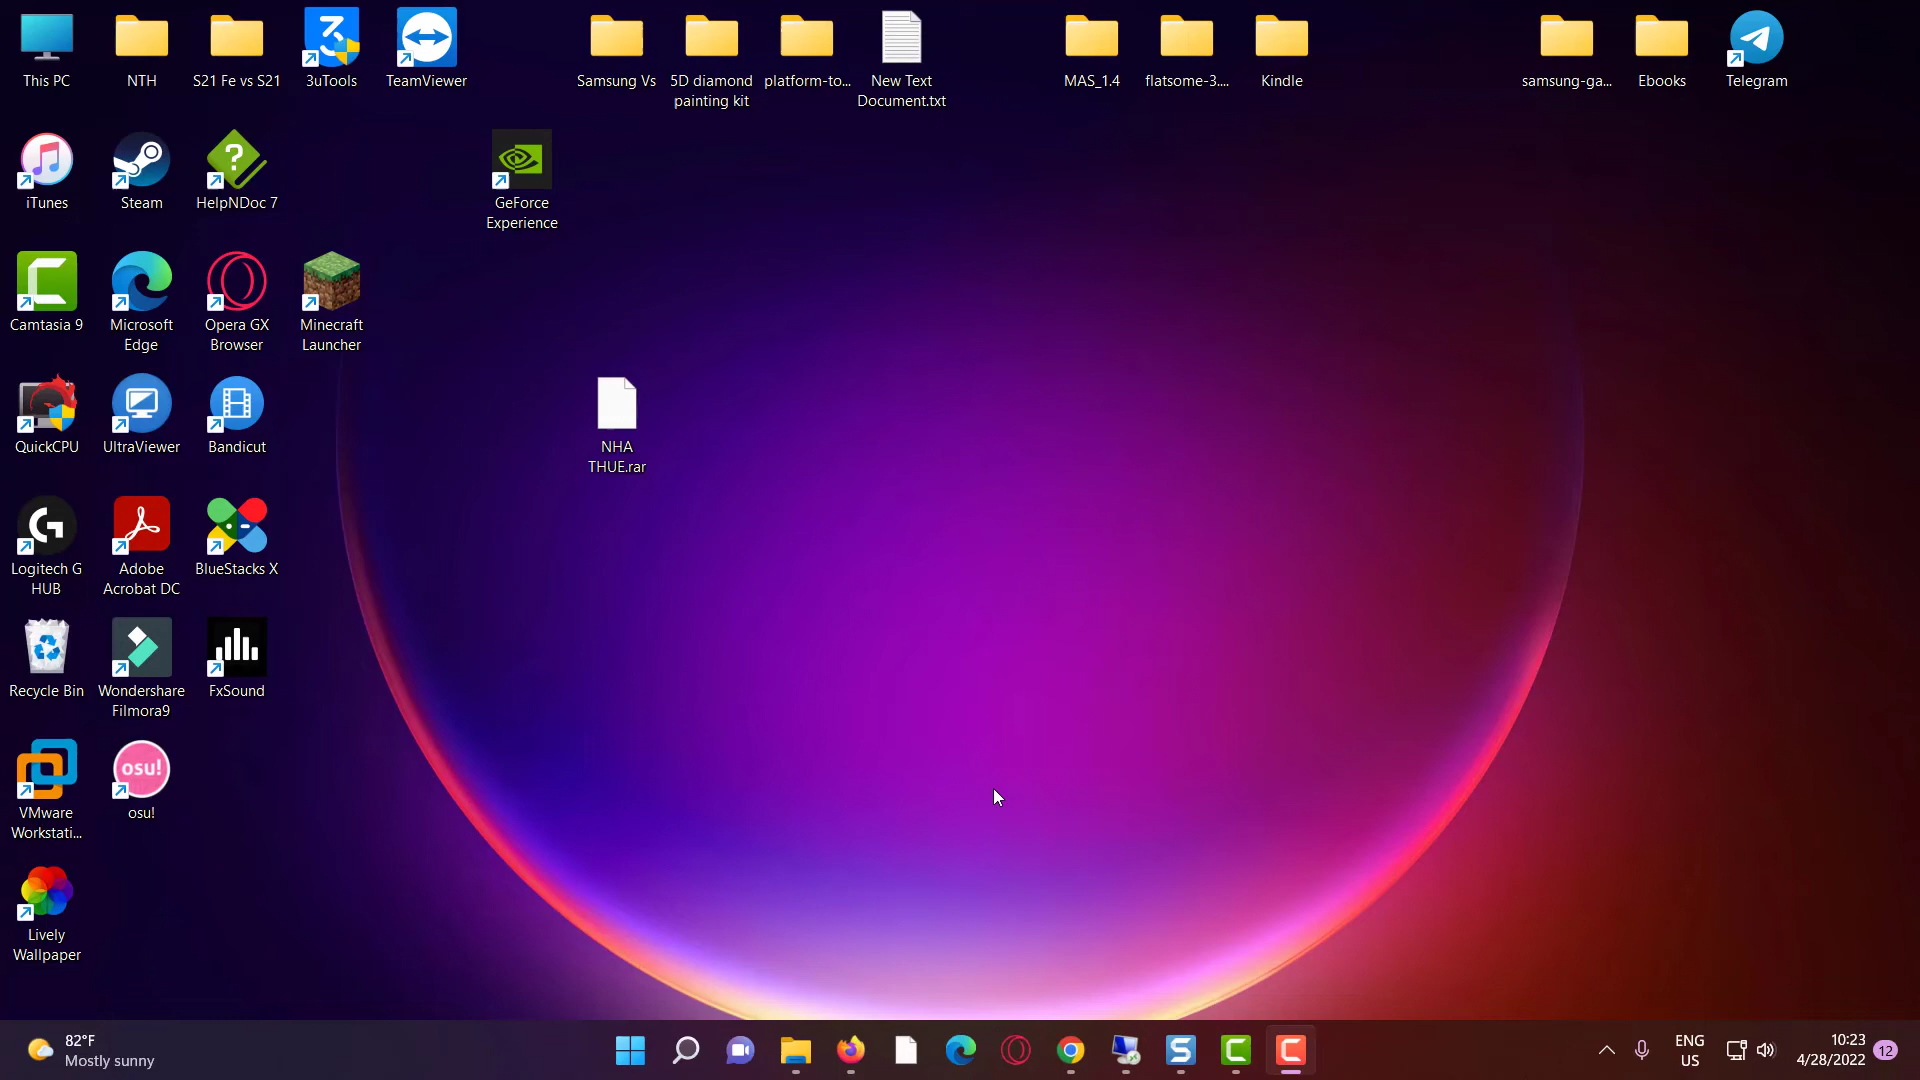 This PC
NTH
S21 Fe vs S21
3uTools
TeamViewer
Samsung Vs
5D diamond
painting kit
platform-to...
New Text
Document.txt
MAS_1.4
flatsome-3....
Kindle
samsung-ga...
Ebooks
Telegram
iTunes
Steam
HelpNDoc 7
GeForce
Experience
Camtasia 9
Microsoft
Edge
Opera GX
Browser
Minecraft
Launcher
QuickCPU
UltraViewer
Bandicut
NHA
THUE.rar
Logitech G
HUB
Adobe
Acrobat DC
BlueStacks X
Recycle Bin
Wondershare
Filmora9
FxSound
VMware
Workstati...
osu!
osu!
Lively
Wallpaper
82°F
Mostly sunny
ENG
US
10:23
4/28/2022
12